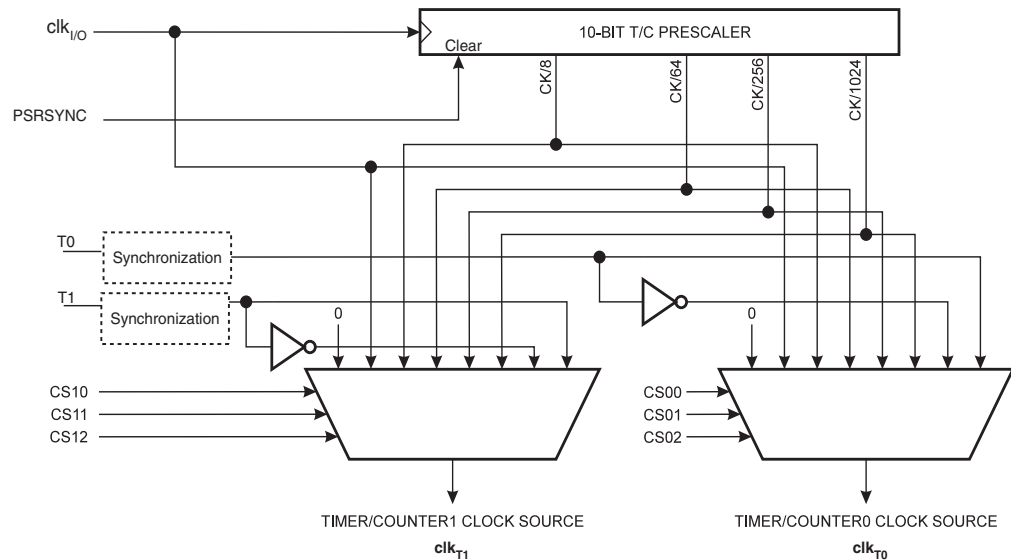 clkI/O
10-BIT T/C PRESCALER
Clear
PSRSYNC
CK/8
CK/64
CK/256
CK/1024
T0
Synchronization
T1
Synchronization
0
0
CS10
CS11
CS12
CS00
CS01
CS02
TIMER/COUNTER1 CLOCK SOURCE
clkT1
TIMER/COUNTER0 CLOCK SOURCE
clkT0